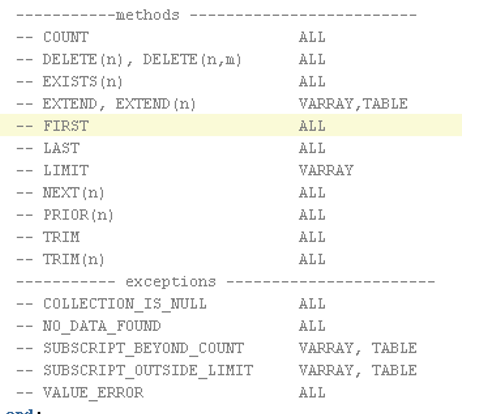 -----------methods ------------------------
-- COUNT ALL
-- DELETE(n), DELETE(n,m) ALL
-- EXISTS(n) ALL
-- EXTEND, EXTEND(n) VARRAY,TABLE
-- FIRST ALL
-- LAST ALL
-- LIMIT VARRAY
-- NEXT(n) ALL
-- PRIOR(n) ALL
-- TRIM ALL
-- TRIM(n) ALL
----------- exceptions ----------------------
-- COLLECTION_IS_NULL ALL
-- NO_DATA_FOUND ALL
-- SUBSCRIPT_BEYOND_COUNT VARRAY, TABLE
-- SUBSCRIPT_OUTSIDE_LIMIT VARRAY, TABLE
-- VALUE_ERROR ALL
end;